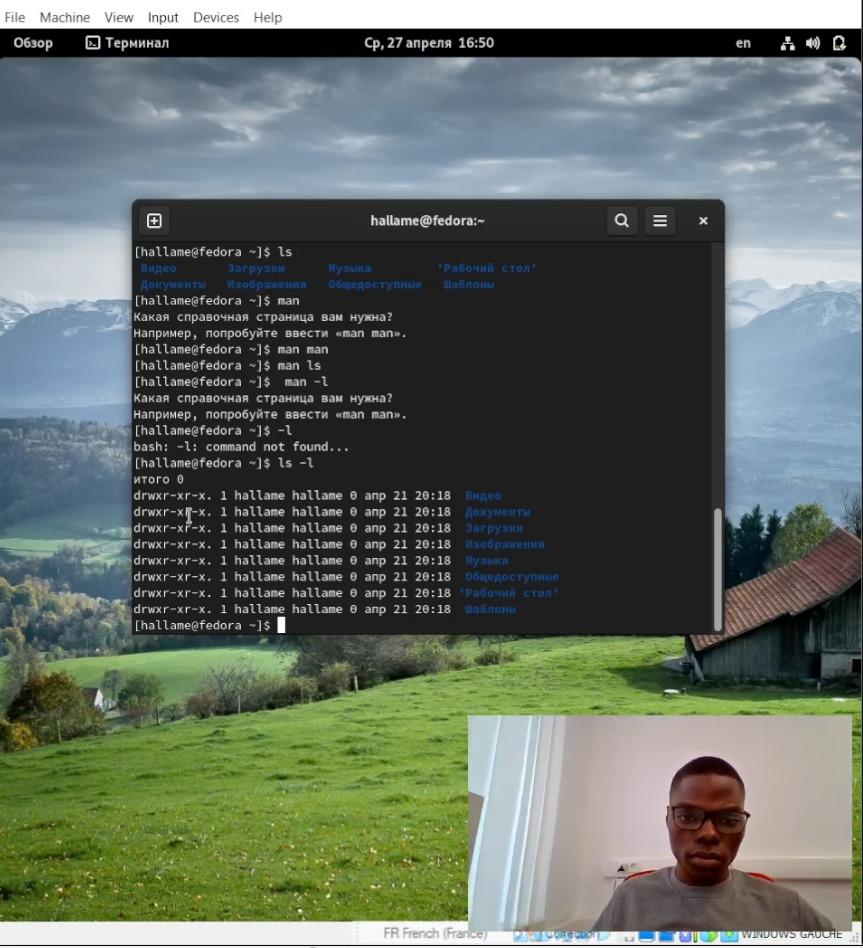 File Machine View Input Devices Help
Обзор Терминал Ср, 27 апреля 16:50 en
hallame@fedora:~
[hallame@fedora ~]$ ls
Видео Загрузки Музыка 'Рабочий стол'
Документы Изображения Общедоступные Шаблоны
[hallame@fedora ~]$ man
Какая справочная страница вам нужна?
Например, попробуйте ввести «man man».
[hallame@fedora ~]$ man man
[hallame@fedora ~]$ man ls
[hallame@fedora ~]$  man -l
Какая справочная страница вам нужна?
Например, попробуйте ввести «man man».
[hallame@fedora ~]$ -l
bash: -l: command not found...
[hallame@fedora ~]$ ls -l
итого 0
drwxr-xr-x. 1 hallame hallame 0 апр 21 20:18  Видео
drwxr-xr-x. 1 hallame hallame 0 апр 21 20:18  Документы
drwxr-xr-x. 1 hallame hallame 0 апр 21 20:18  Загрузки
drwxr-xr-x. 1 hallame hallame 0 апр 21 20:18  Изображения
drwxr-xr-x. 1 hallame hallame 0 апр 21 20:18  Музыка
drwxr-xr-x. 1 hallame hallame 0 апр 21 20:18  Общедоступные
drwxr-xr-x. 1 hallame hallame 0 апр 21 20:18 'Рабочий стол'
drwxr-xr-x. 1 hallame hallame 0 апр 21 20:18  Шаблоны
[hallame@fedora ~]$
FR French (France) Correction WINDOWS GAUCHE